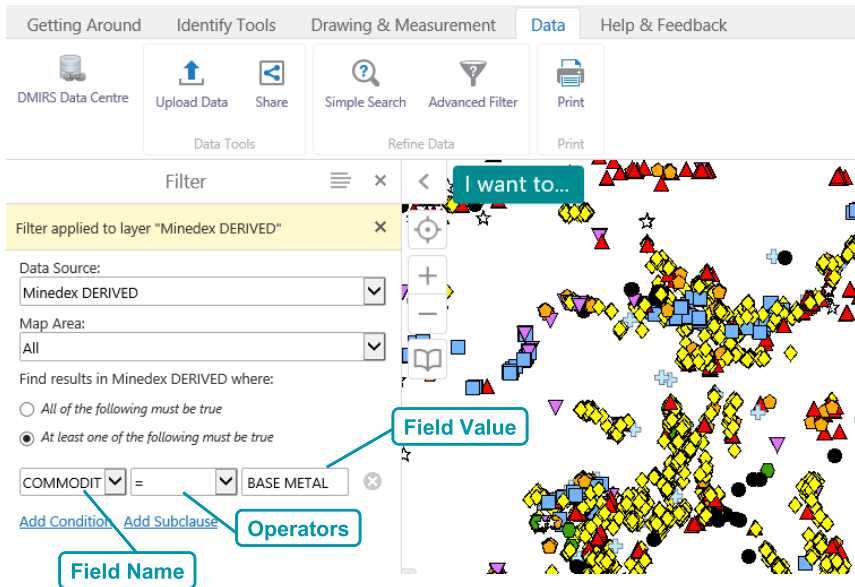 Getting Around Identify Tools Drawing & Measurement Data Help & Feedback
DMIRS Data Centre Upload Data Share Simple Search Advanced Filter Print
Data Tools Refine Data Print
Filter
I want to...
Filter applied to layer "Minedex DERIVED"
Data Source:
Minedex DERIVED
Map Area:
All
Find results in Minedex DERIVED where:
All of the following must be true
At least one of the following must be true
Field Value
COMMODIT = BASE METAL
Add Condition Add Subclause
Operators
Field Name